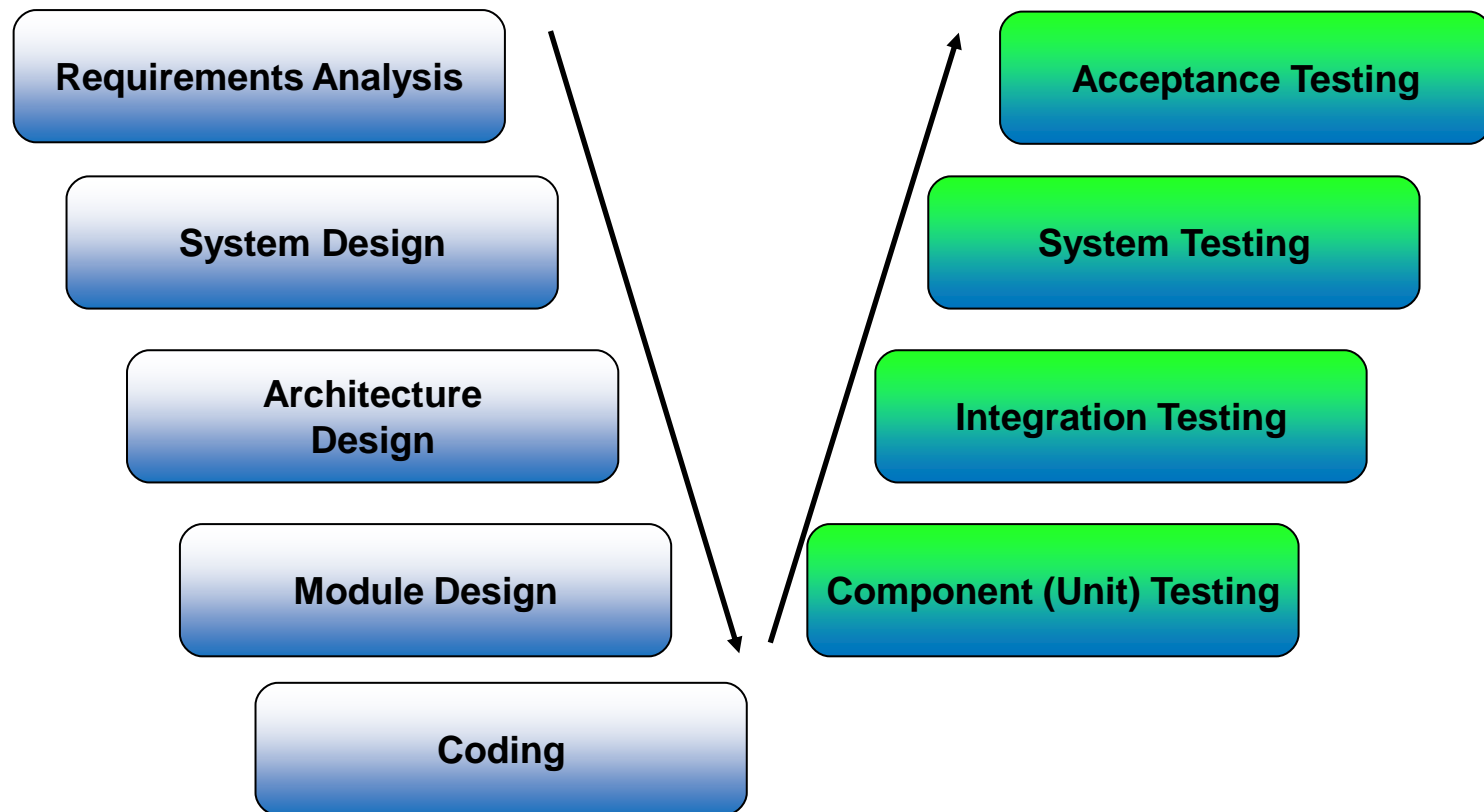 Requirements Analysis
Acceptance Testing
System Design
System Testing
Architecture
Design
Integration Testing
Module Design
Component (Unit) Testing
Coding